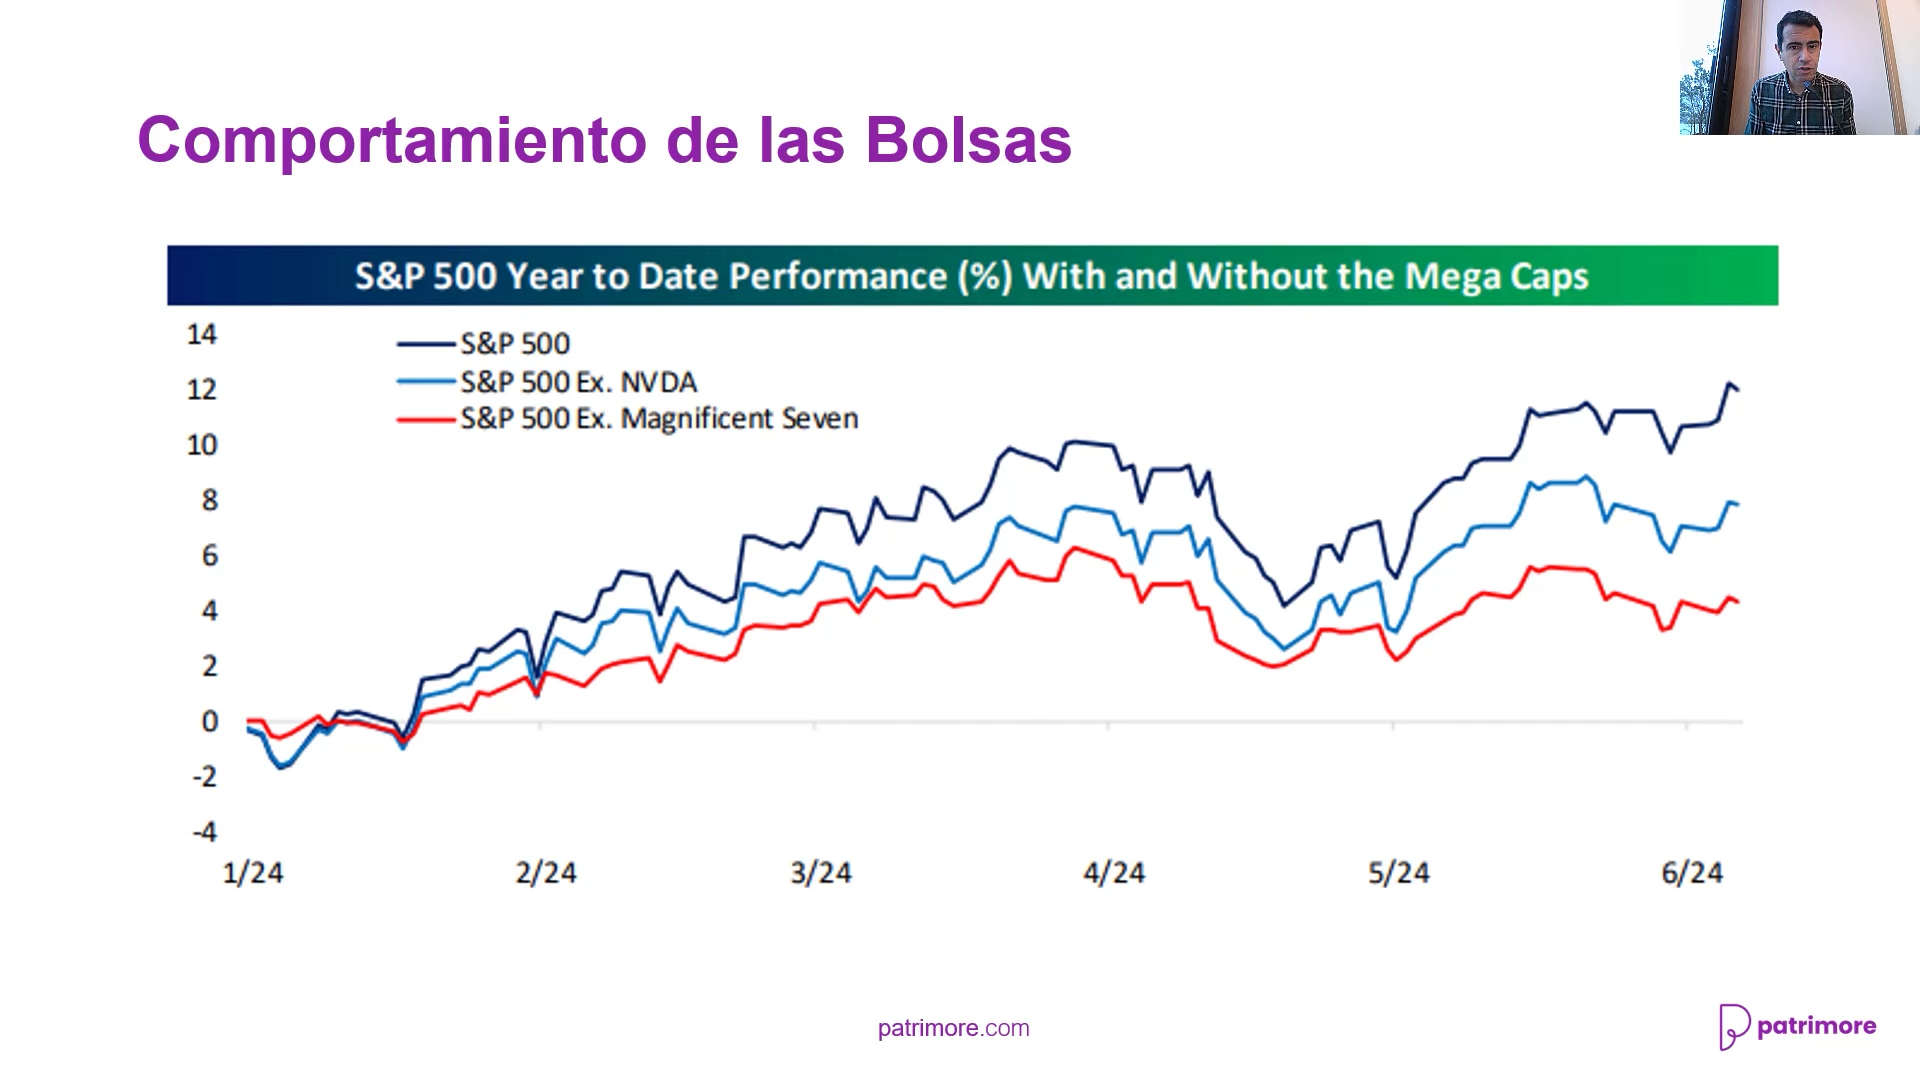 Comportamiento de las Bolsas
S&P 500 Year to Date Performance (%) With and Without the Mega Caps
S&P 500
S&P 500 Ex. NVDA
S&P 500 Ex. Magnificent Seven
14
12
10
8
6
4
2
0
-2
-4
1/24 2/24 3/24 4/24 5/24 6/24
patrimore.com
patrimore